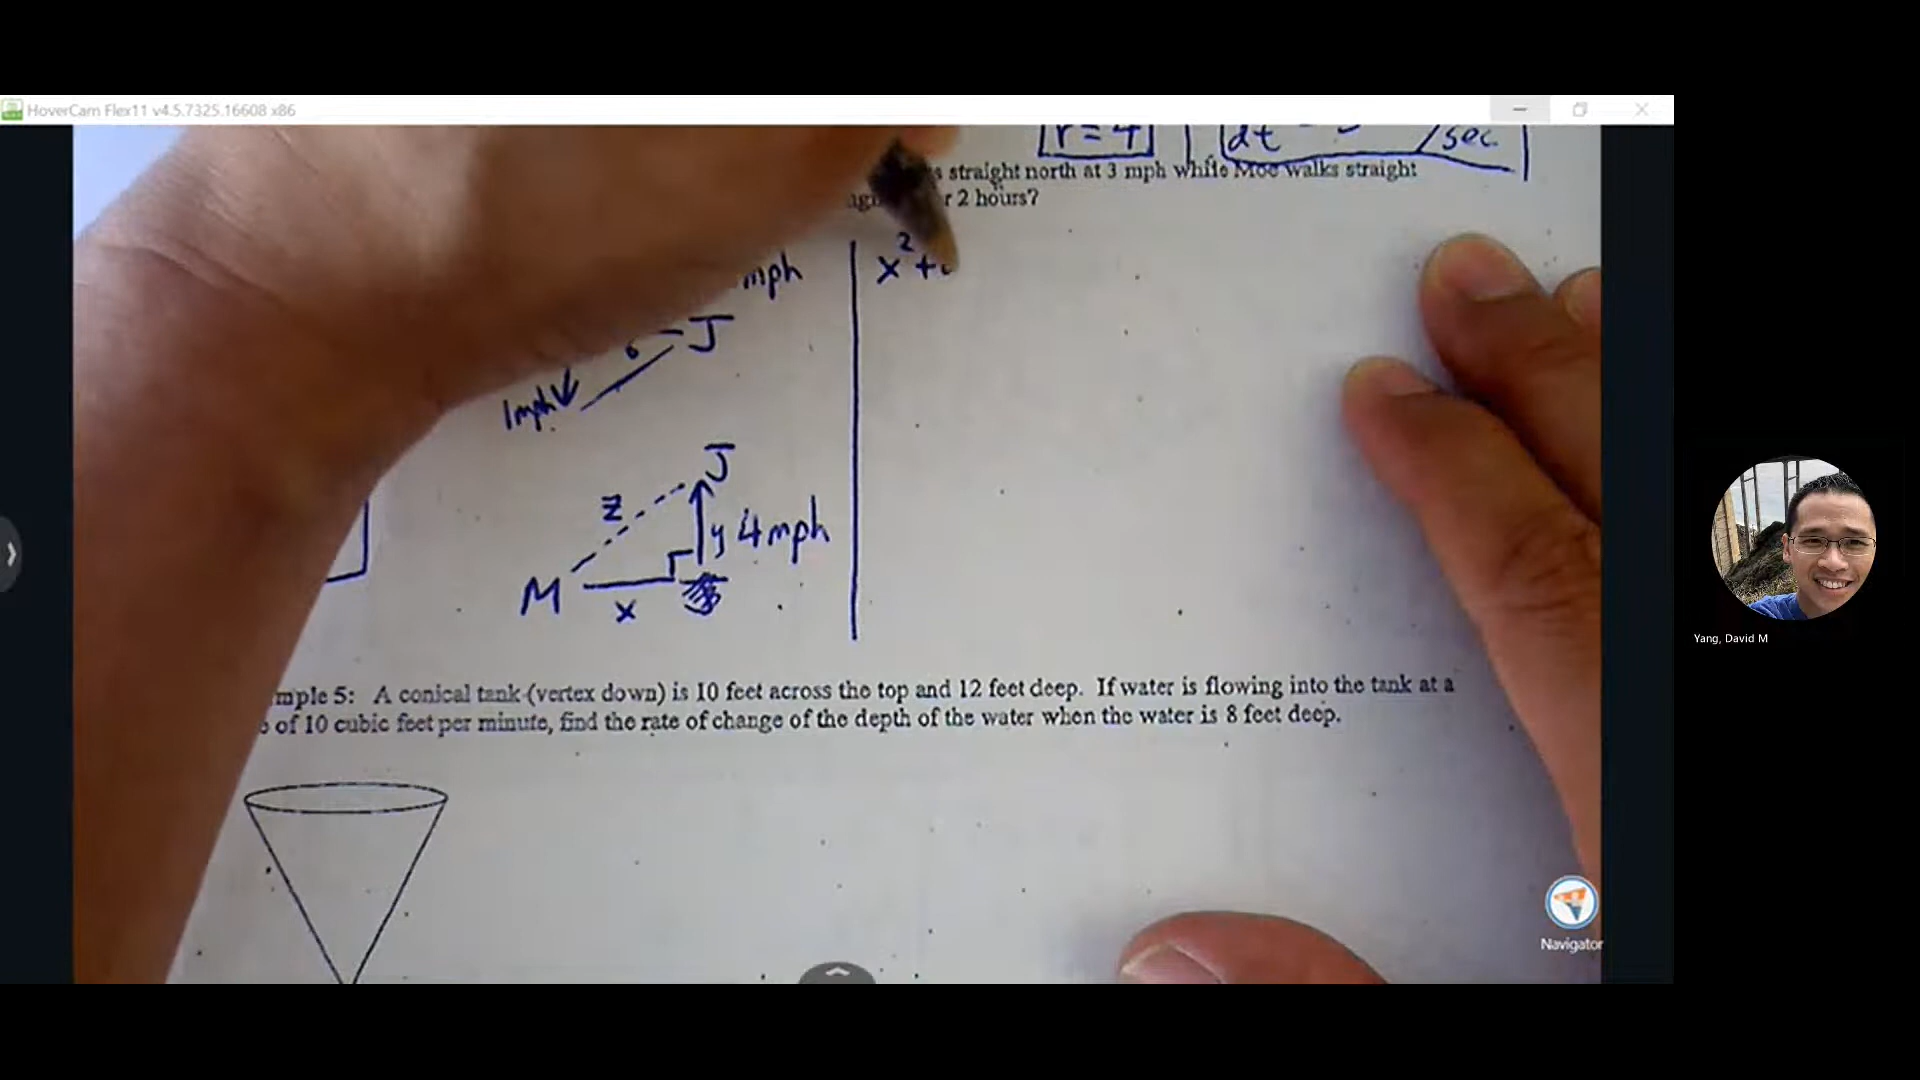 HoverCam Flex11 v4.5.7325.16608 x86
r = 4
dt
/sec
straight north at 3 mph while Moe walks straight
2 hours?
x² +
mph
J
1mph
J
z
y 4mph
M
x
mple 5: A conical tank (vertex down) is 10 feet across the top and 12 feet deep. If water is flowing into the tank at a
of 10 cubic feet per minute, find the rate of change of the depth of the water when the water is 8 feet deep.
Yang, David M
Navigator